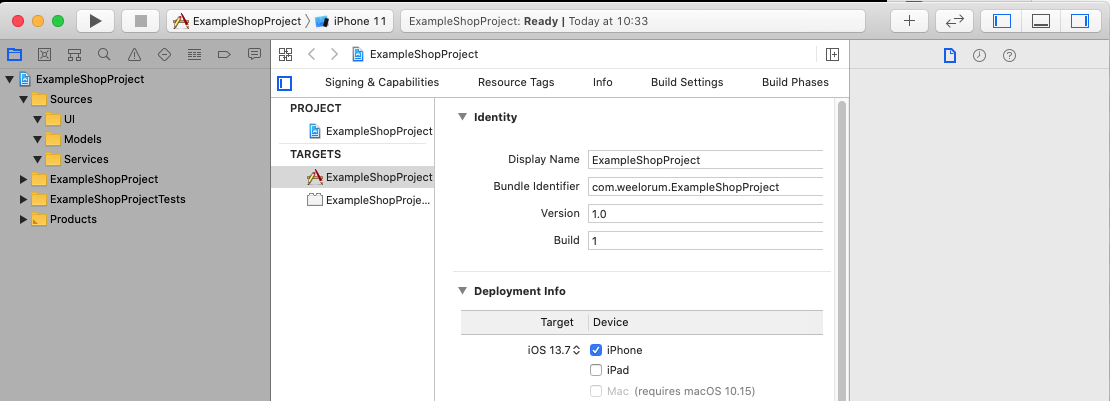 ExampleShopProject iPhone 11 ExampleShopProject: Ready | Today at 10:33
ExampleShopProject
Signing & Capabilities Resource Tags Info Build Settings Build Phases
ExampleShopProject
Sources
UI
Models
Services
ExampleShopProject
ExampleShopProjectTests
Products
PROJECT
ExampleShopProject
TARGETS
ExampleShopProject
ExampleShopProje...
Identity
Display Name ExampleShopProject
Bundle Identifier com.weelorum.ExampleShopProject
Version 1.0
Build 1
Deployment Info
Target Device
iOS 13.7 iPhone
iPad
Mac (requires macOS 10.15)